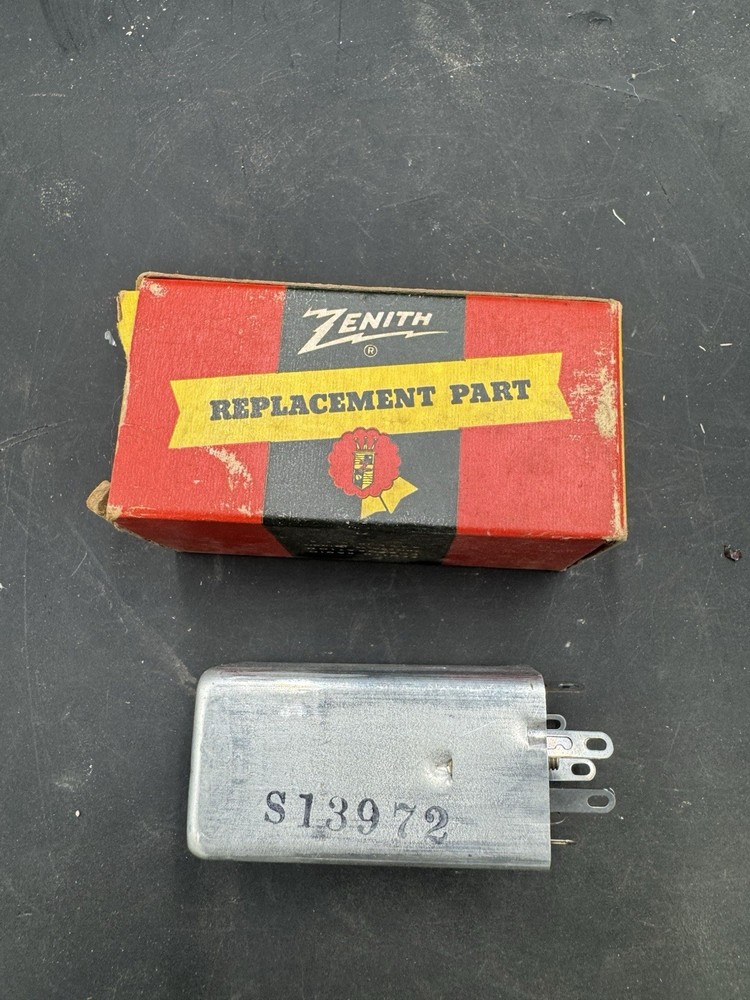 ZENITH
®
REPLACEMENT PART
S13972